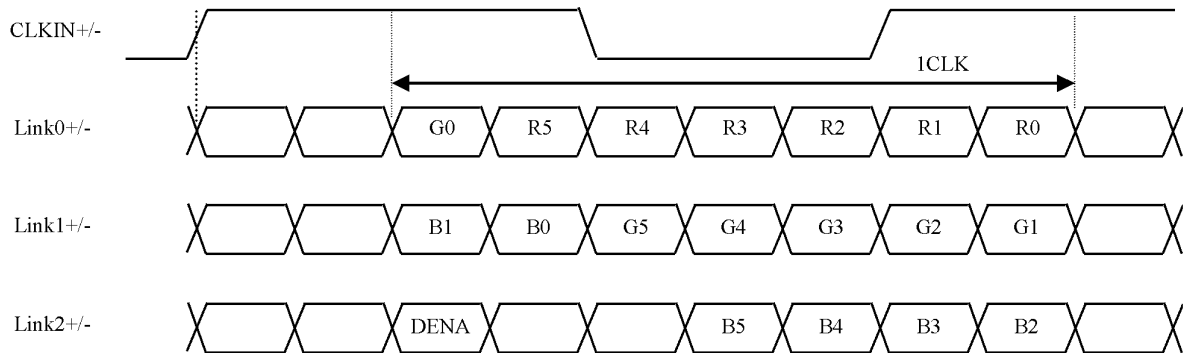 CLKIN+/-
1CLK
Link0+/- G0 R5 R4 R3 R2 R1 R0
Link1+/- B1 B0 G5 G4 G3 G2 G1
Link2+/- DENA B5 B4 B3 B2